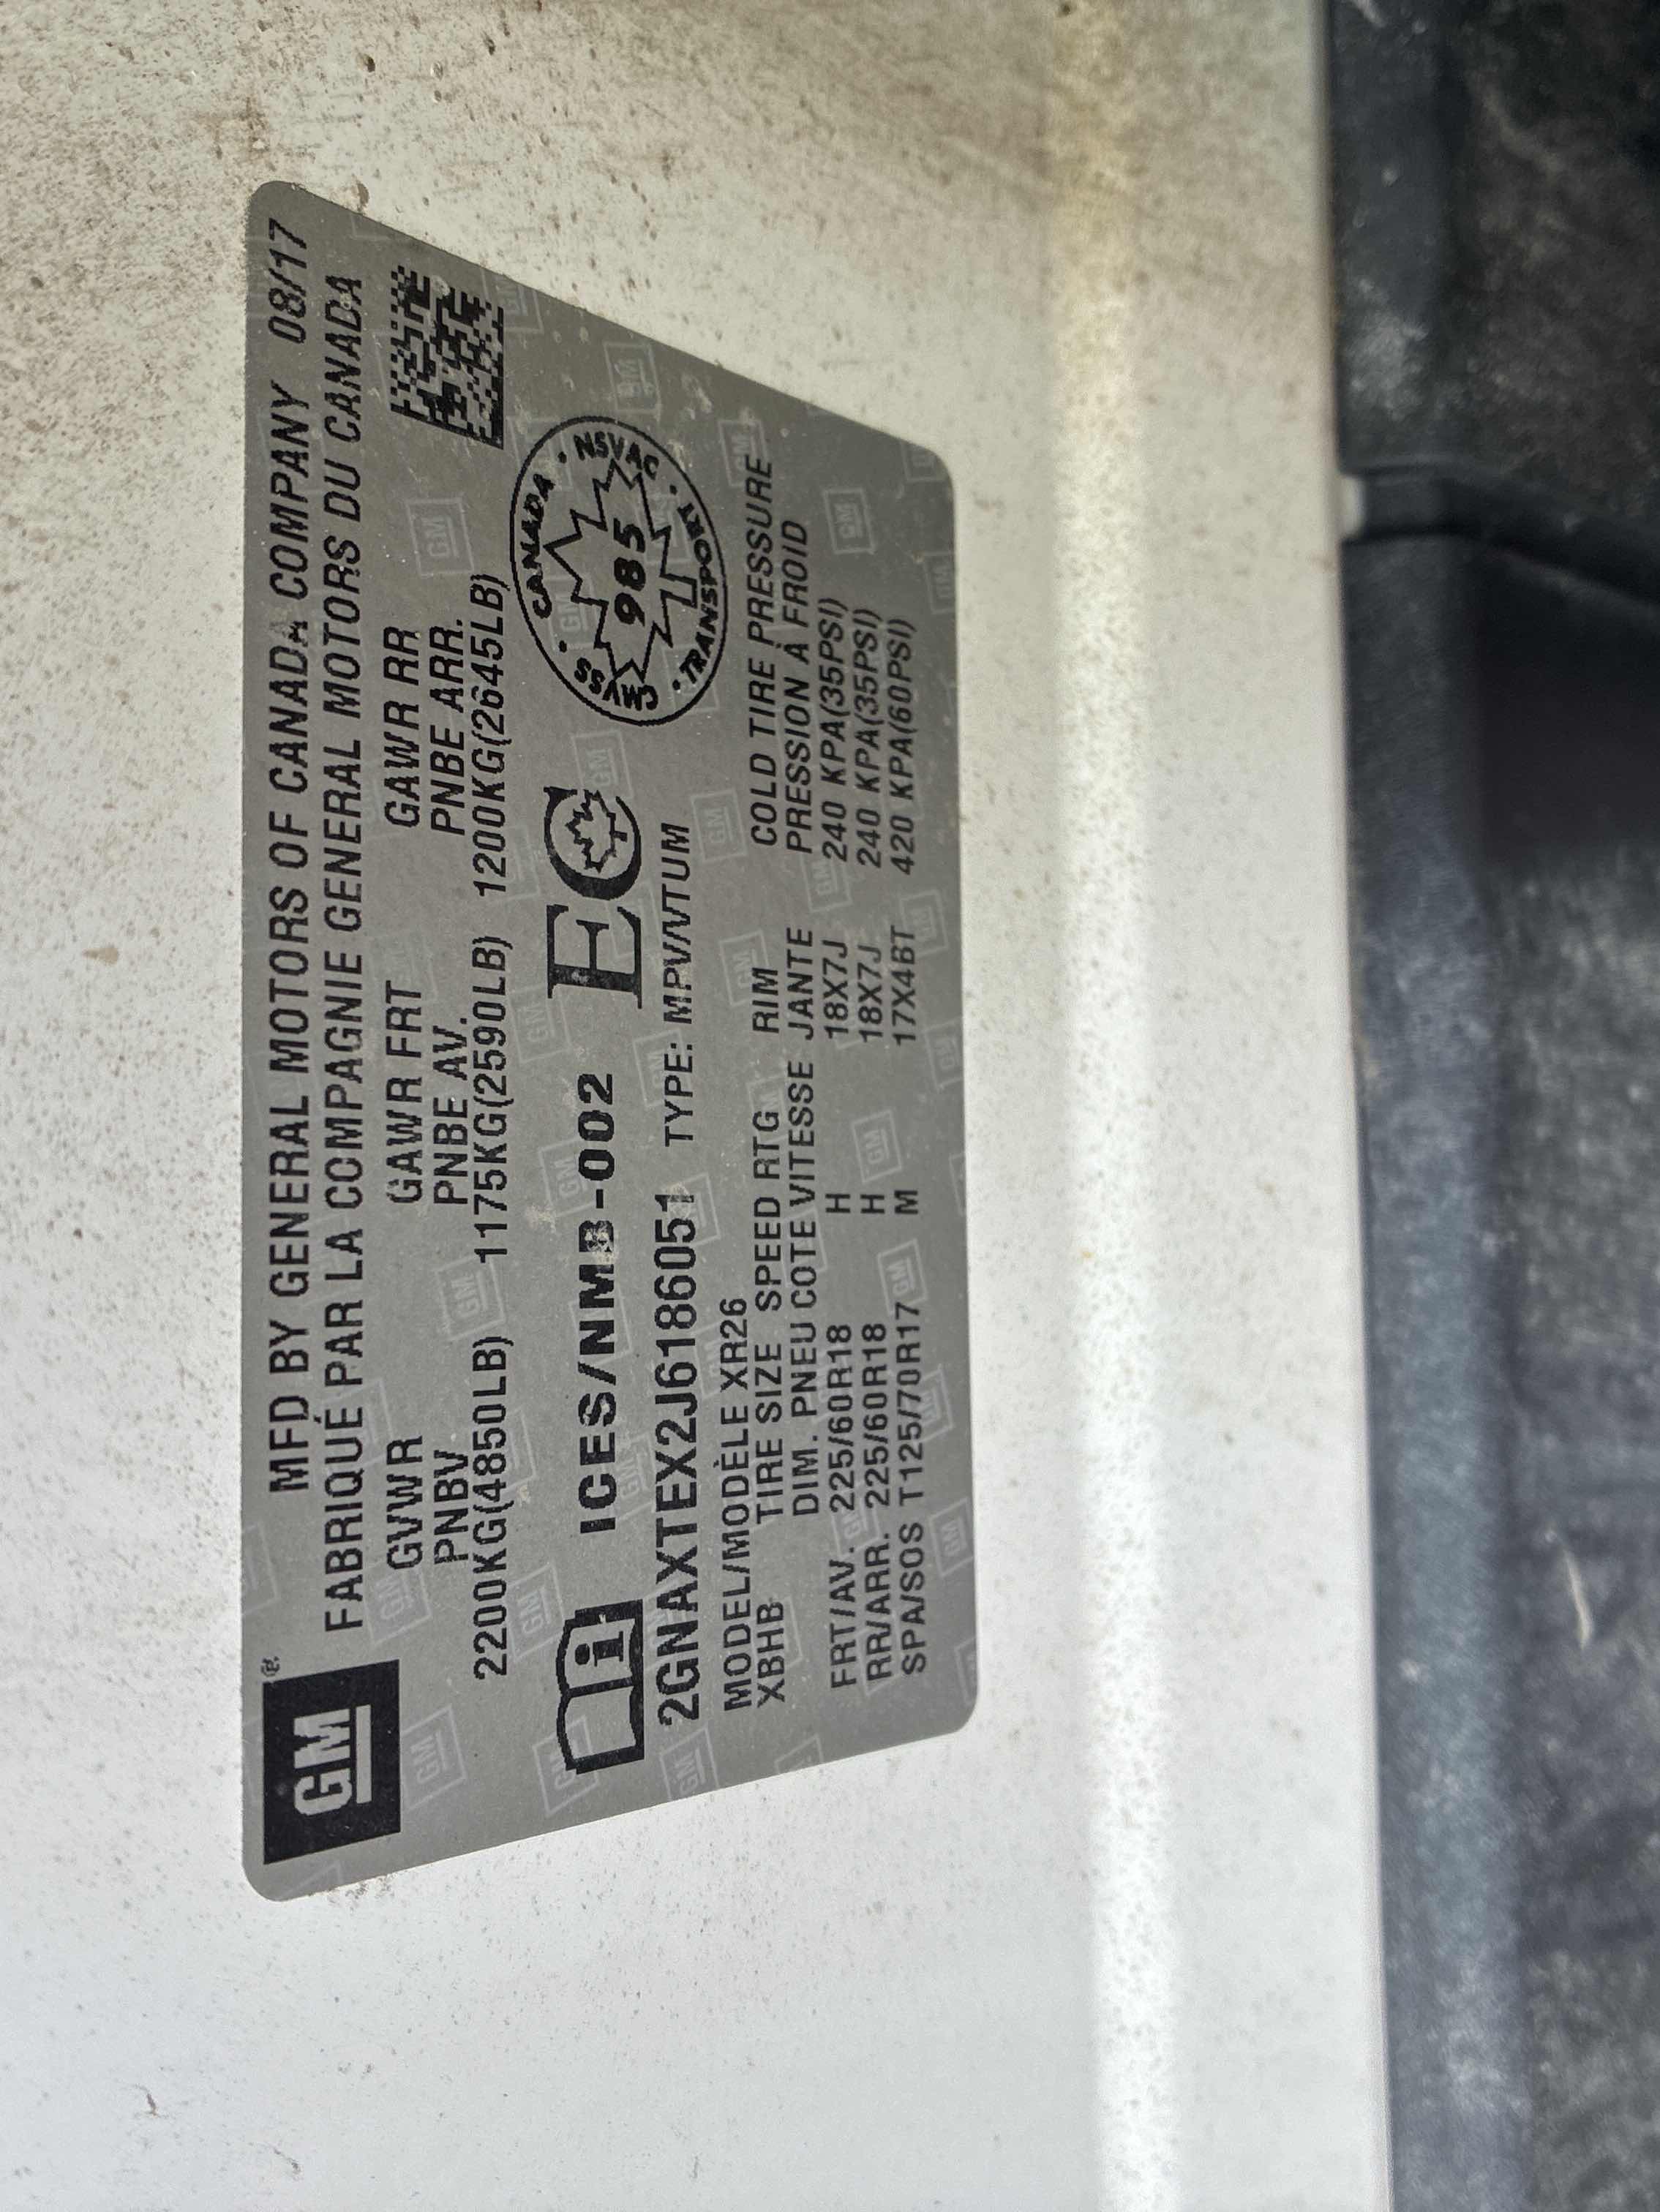 GM®
MFD BY GENERAL MOTORS OF CANADA COMPANY 08/17
FABRIQUÉ PAR LA COMPAGNIE GENERAL MOTORS DU CANADA
GVWR GAWR FRT GAWR RR
PNBV PNBE AV. PNBE ARR.
2200KG(4850LB) 1175KG(2590LB) 1200KG(2645LB)
i ICES/NMB-002 EC
CANADA · NSVAC · TRANSPORT · CMVSS ·
985
2GNAXTEX2J6186051 TYPE: MPV/VTUM
MODEL/MODÈLE XR26
XBHB TIRE SIZE SPEED RTG RIM COLD TIRE PRESSURE
DIM. PNEU COTE VITESSE JANTE PRESSION À FROID
FRT/AV. 225/60R18 H 18X7J 240 KPA(35PSI)
RR/ARR. 225/60R18 H 18X7J 240 KPA(35PSI)
SPA/SOS T125/70R17 M 17X4BT 420 KPA(60PSI)